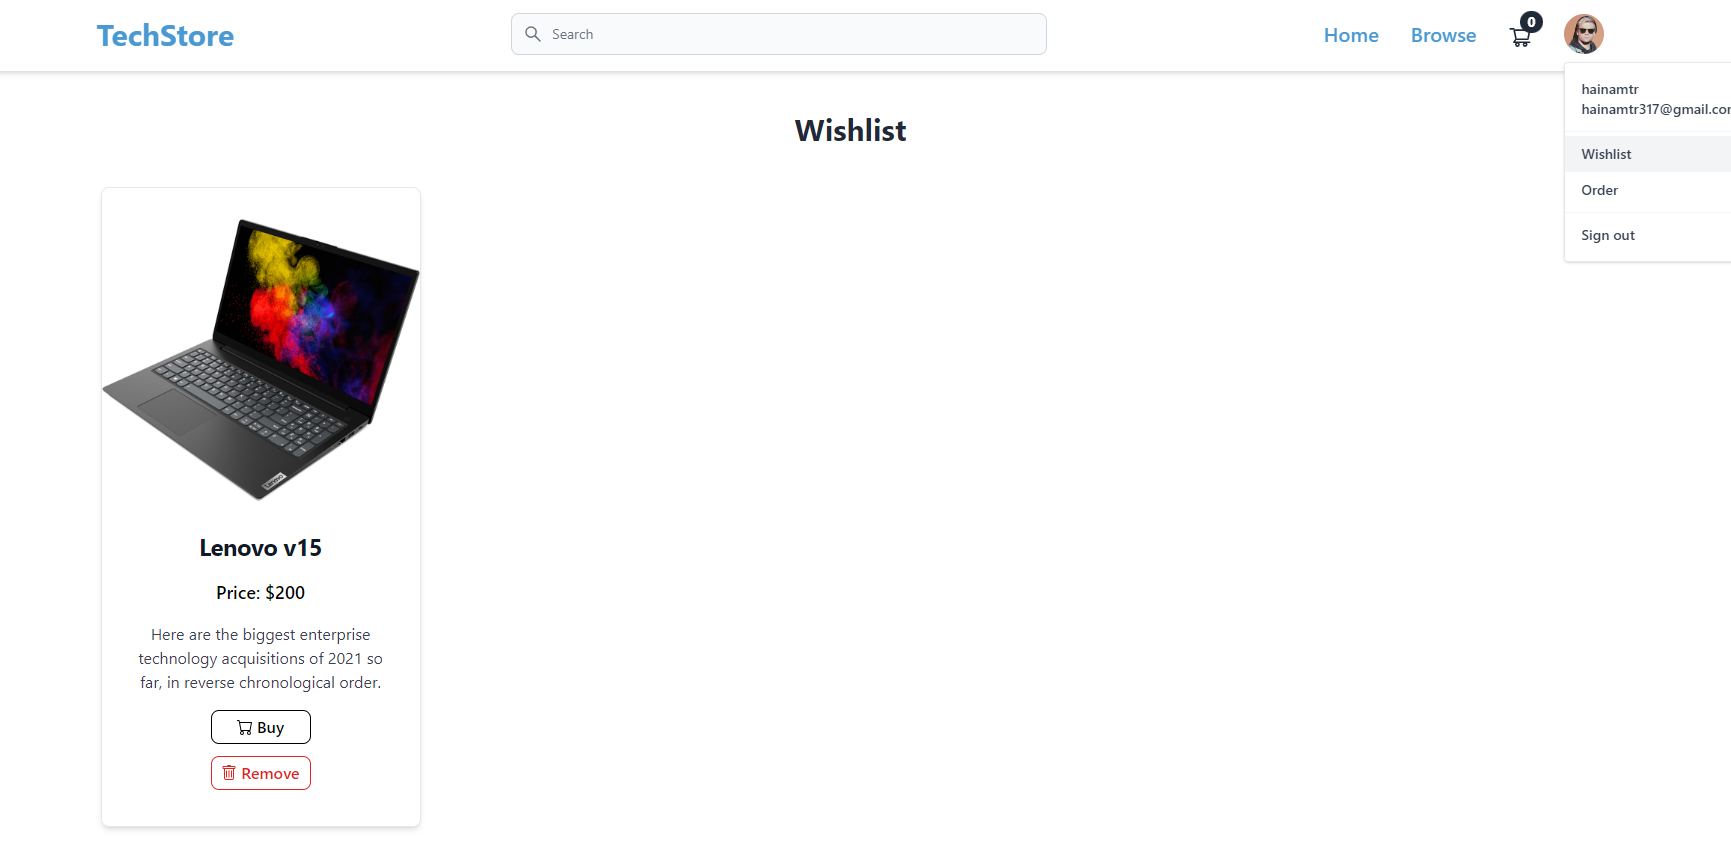 TechStore
Search
Home
Browse
0
hainamtr
hainamtr317@gmail.co
Wishlist
Order
Sign out
Wishlist
Lenovo
Lenovo v15
Price: $200
Here are the biggest enterprise
technology acquisitions of 2021 so
far, in reverse chronological order.
Buy
Remove